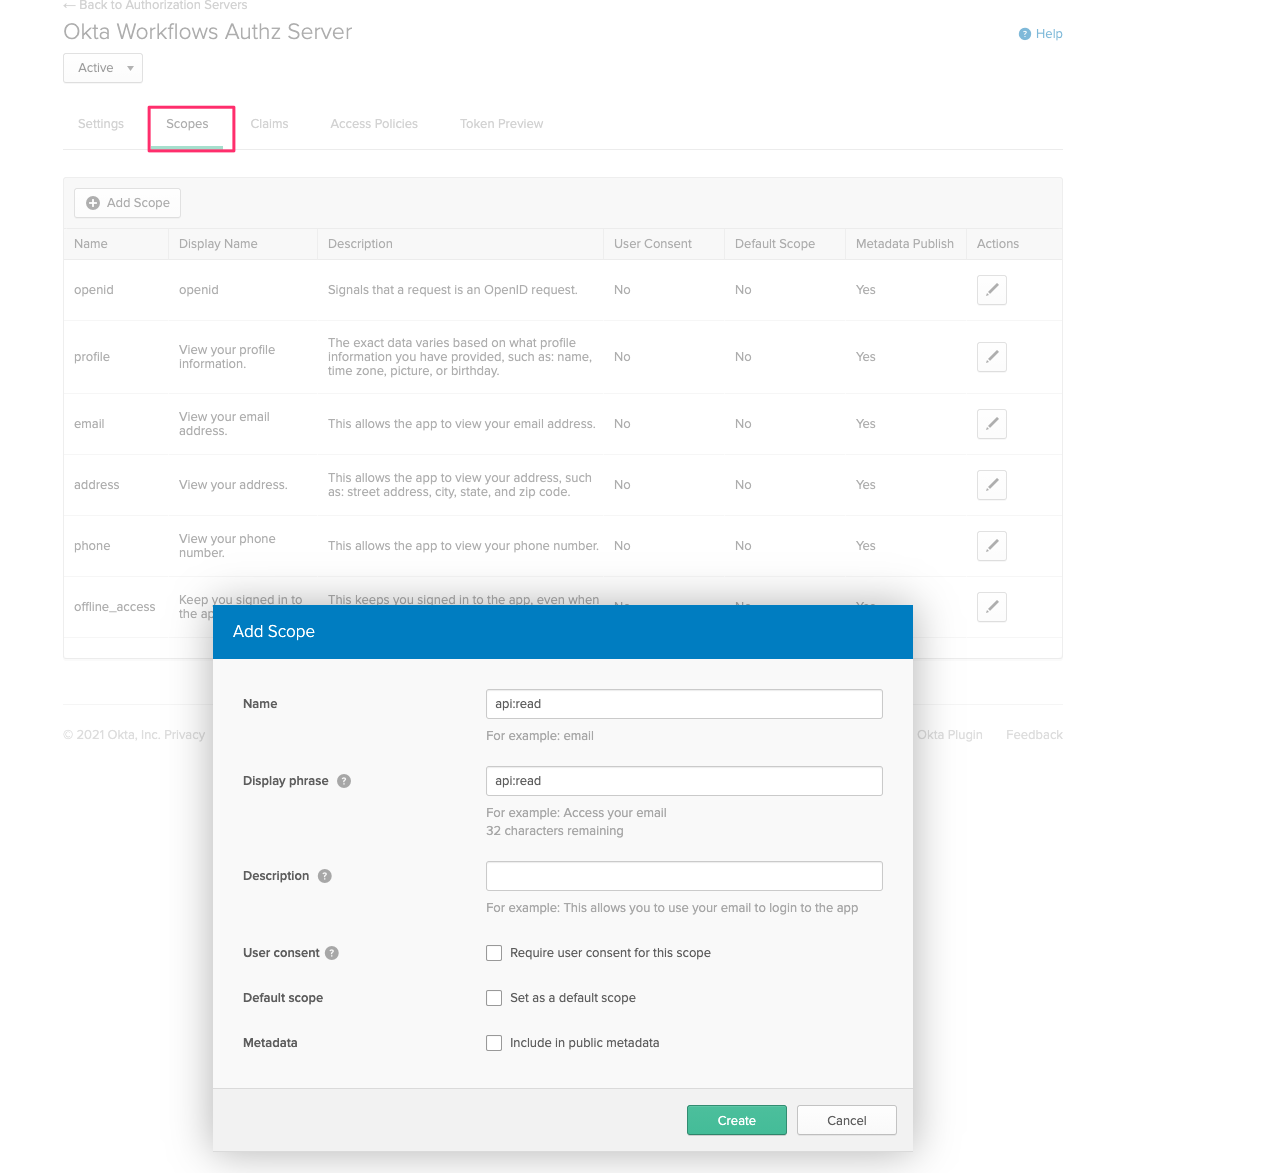 ← Back to Authorization Servers
Okta Workflows Authz Server
Help
Active
Settings Scopes Claims Access Policies Token Preview
Add Scope
Name Display Name Description User Consent Default Scope Metadata Publish Actions
openid openid Signals that a request is an OpenID request. No No Yes
profile View your profile information. The exact data varies based on what profile information you have provided, such as: name, time zone, picture, or birthday. No No Yes
email View your email address. This allows the app to view your email address. No No Yes
address View your address. This allows the app to view your address, such as: street address, city, state, and zip code. No No Yes
phone View your phone number. This allows the app to view your phone number. No No Yes
offline_access Keep you signed in to the ap This keeps you signed in to the app, even when No No Yes
Add Scope
Name api:read
For example: email
Display phrase api:read
For example: Access your email
32 characters remaining
Description
For example: This allows you to use your email to login to the app
User consent Require user consent for this scope
Default scope Set as a default scope
Metadata Include in public metadata
Create Cancel
© 2021 Okta, Inc. Privacy Okta Plugin Feedback